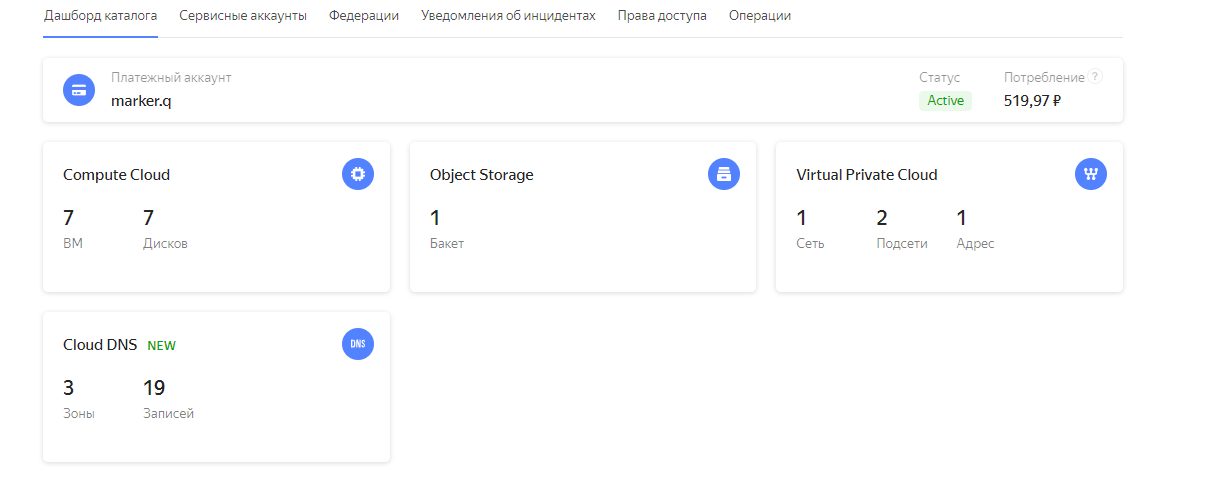 Дашборд каталога Сервисные аккаунты Федерации Уведомления об инцидентах Права доступа Операции
Платежный аккаунт
marker.q
Статус
Active
Потребление ?
519,97 ₽
Compute Cloud
7 7
ВМ Дисков
Object Storage
1
Бакет
Virtual Private Cloud
1 2 1
Сеть Подсети Адрес
Cloud DNS NEW
DNS
3 19
Зоны Записей